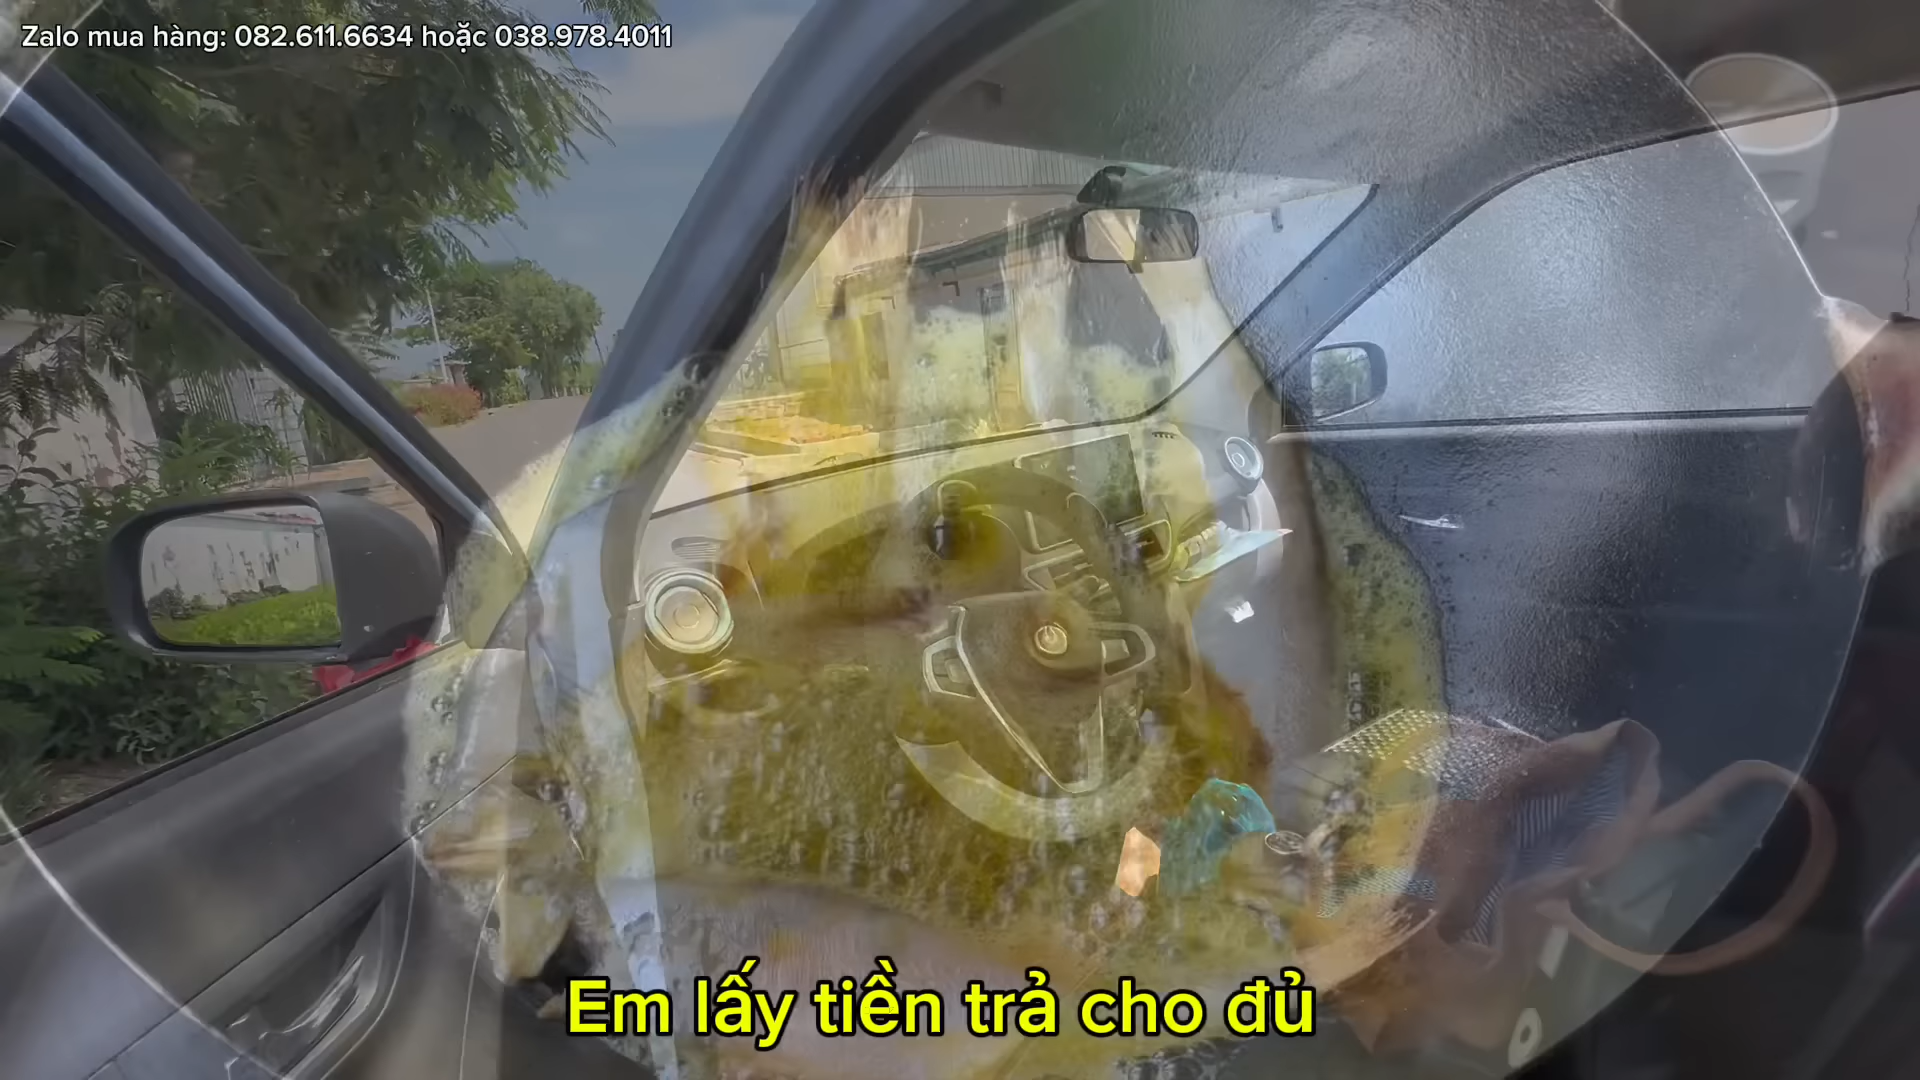 Zalo mua hàng: 082.611.6634 hoặc 038.978.4011
Em lấy tiền trả cho đủ